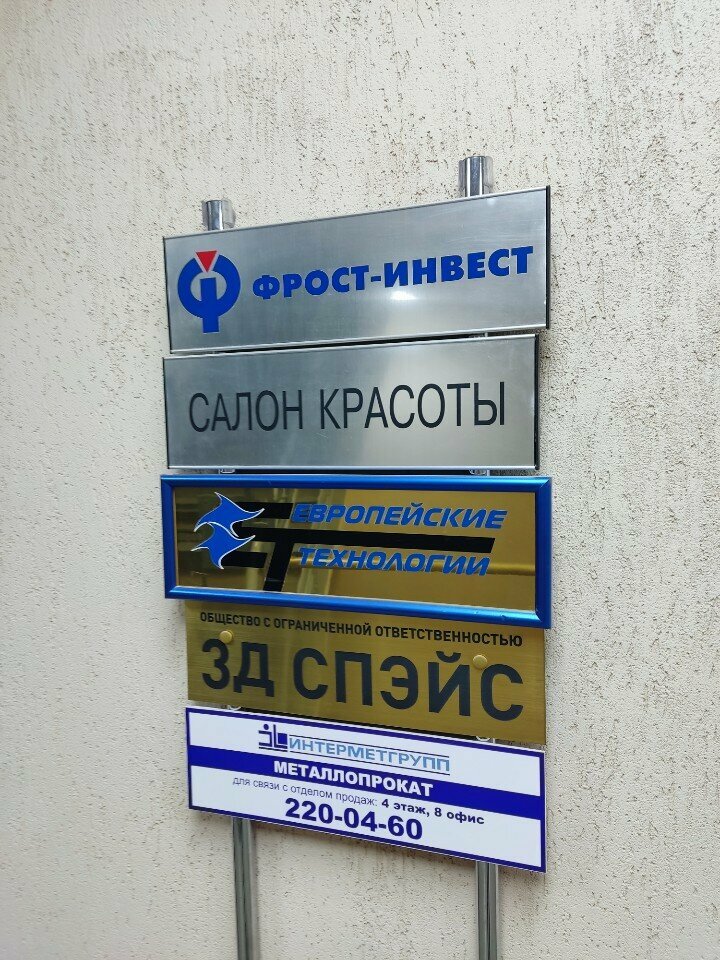 ФРОСТ-ИНВЕСТ
САЛОН КРАСОТЫ
ЕВРОПЕЙСКИЕ
ТЕХНОЛОГИИ
ОБЩЕСТВО С ОГРАНИЧЕННОЙ ОТВЕТСТВЕННОСТЬЮ
3Д СПЭЙС
ИНТЕРМЕТГРУПП
МЕТАЛЛОПРОКАТ
для связи с отделом продаж: 4 этаж, 8 офис
220-04-60